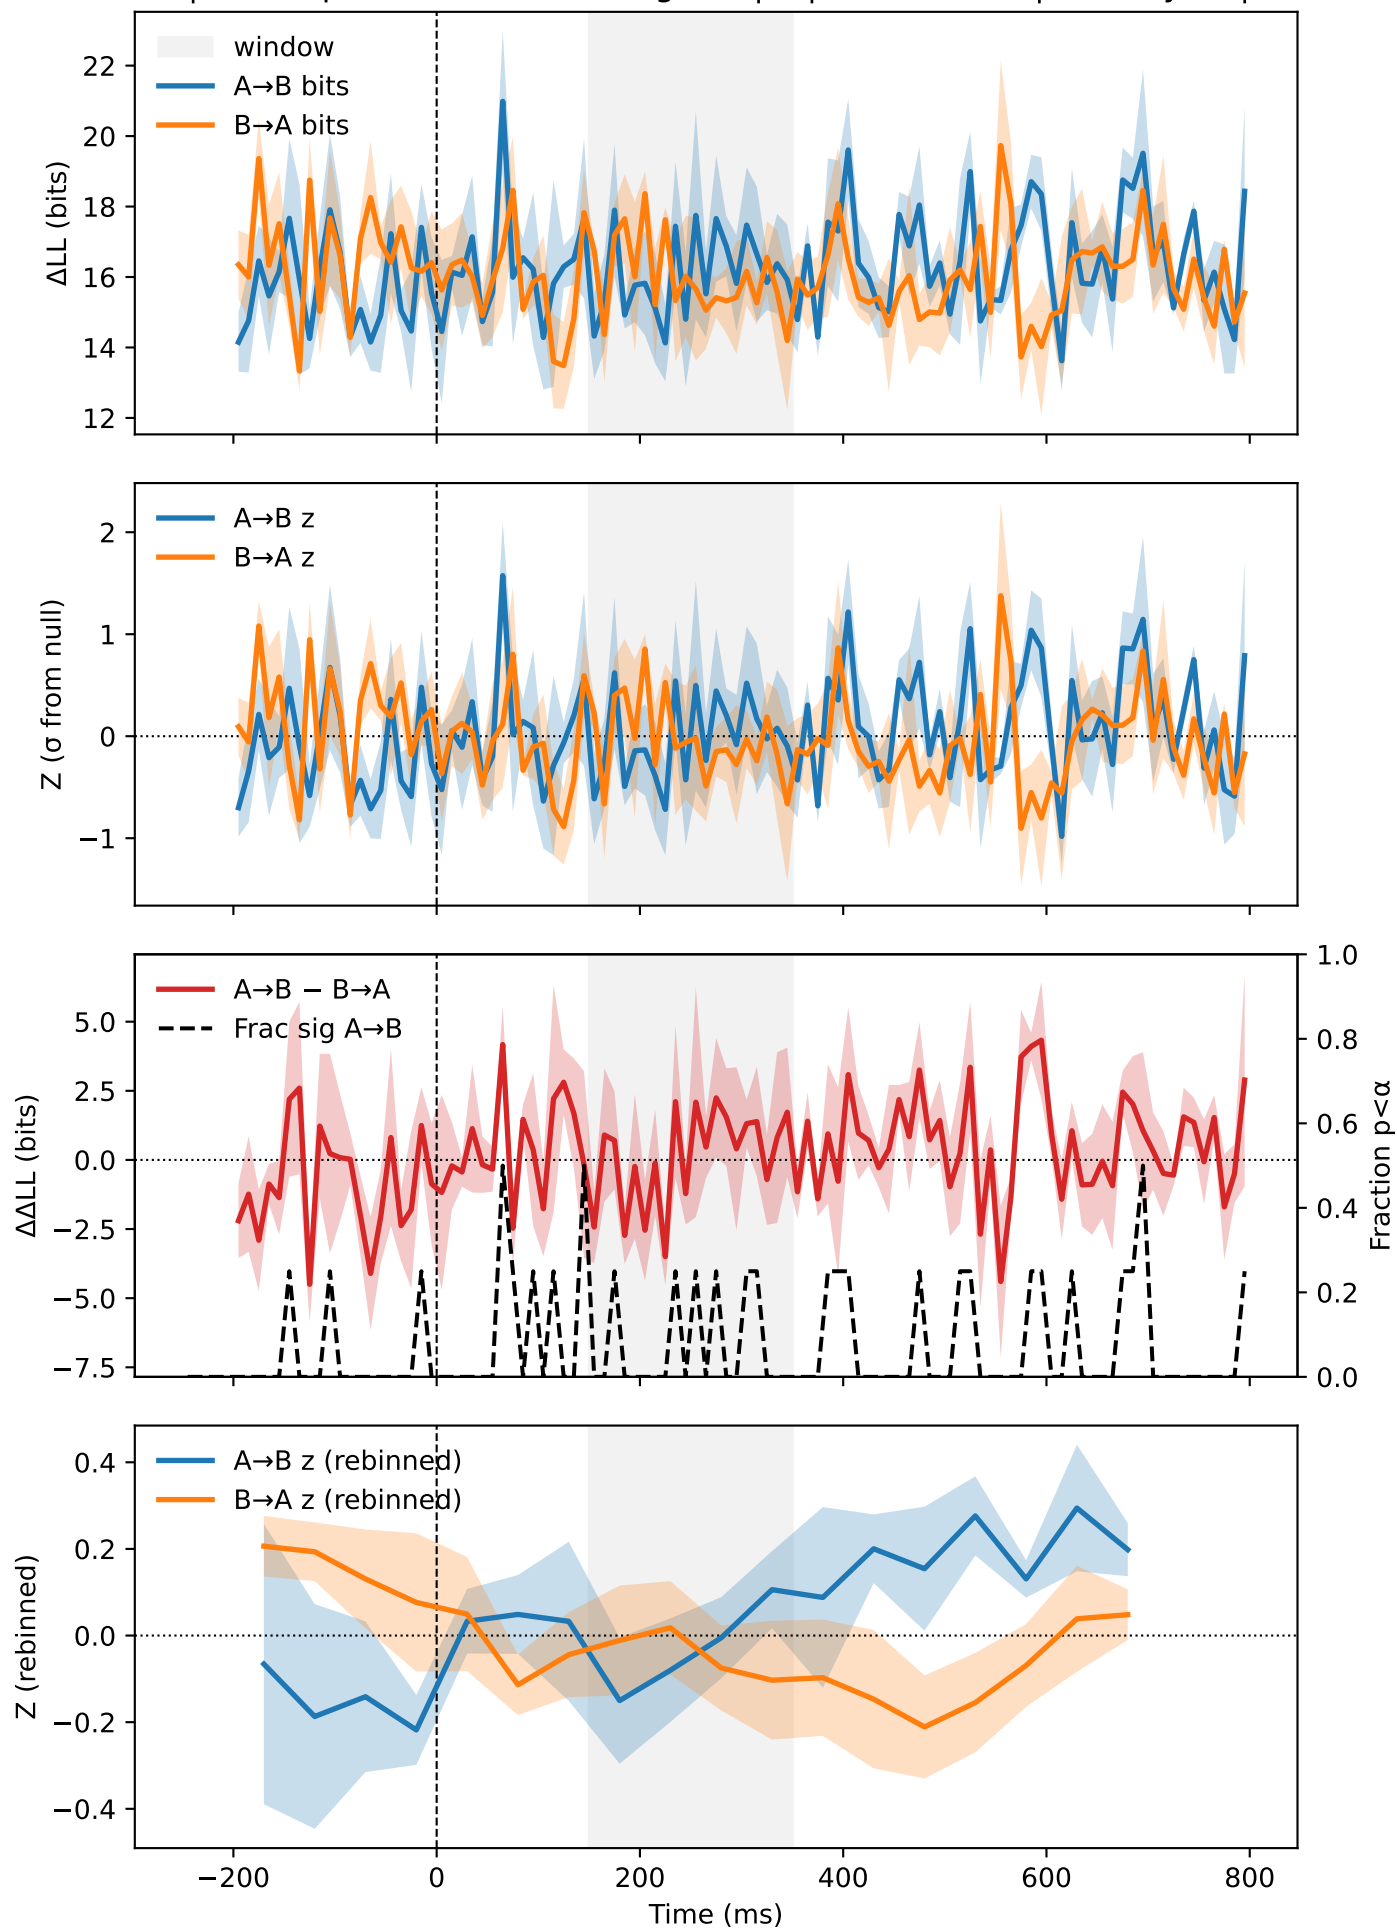 window
A→B bits
B→A bits
ΔLL (bits)
22
20
18
16
14
12
A→B z
B→A z
Z (σ from null)
2
1
0
−1
A→B − B→A
Frac sig A→B
ΔΔLL (bits)
5.0
2.5
0.0
−2.5
−5.0
−7.5
1.0
0.8
0.6
0.4
0.2
0.0
Fraction p<α
A→B z (rebinned)
B→A z (rebinned)
Z (rebinned)
0.4
0.2
0.0
−0.2
−0.4
−200
0
200
400
600
800
Time (ms)